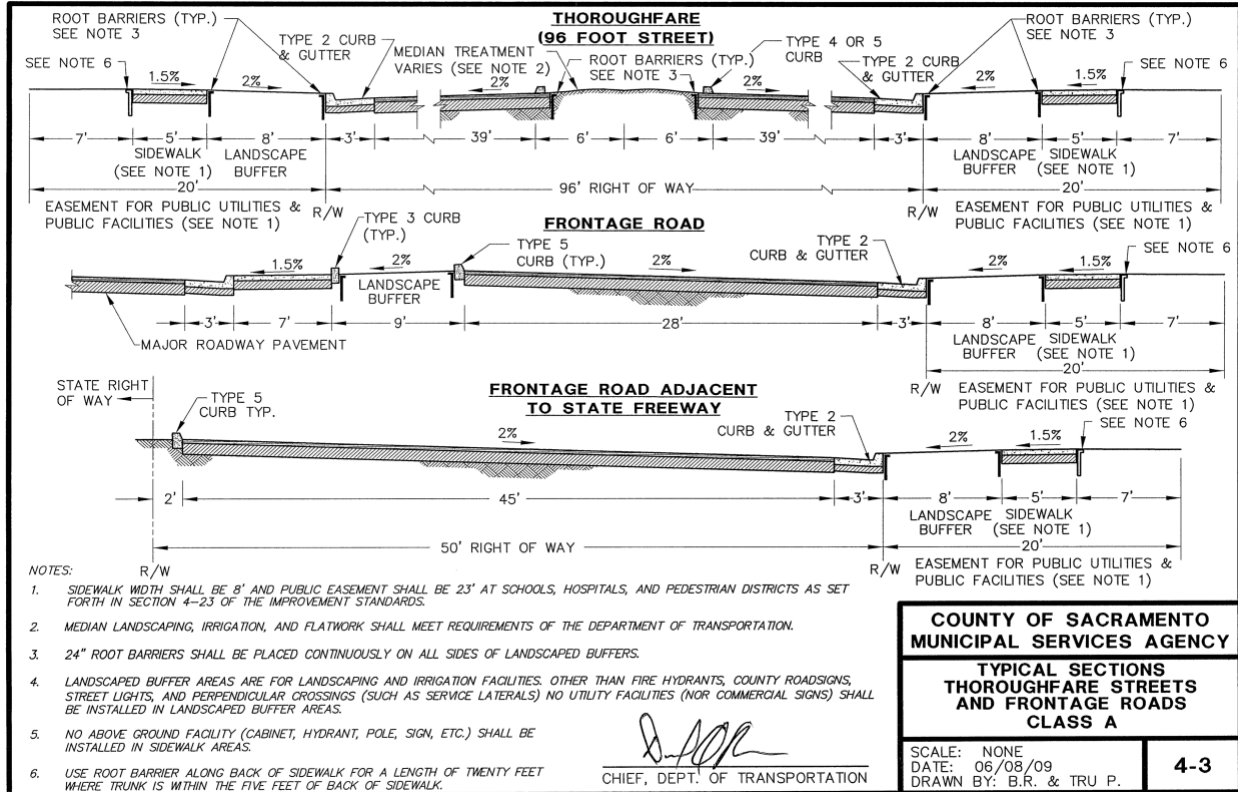 THOROUGHFARE
(96 FOOT STREET)
ROOT BARRIERS (TYP.)
SEE NOTE 3
SEE NOTE 6
1.5%
2%
TYPE 2 CURB
& GUTTER
MEDIAN TREATMENT
VARIES (SEE NOTE 2)
2%
ROOT BARRIERS (TYP.)
SEE NOTE 3
TYPE 4 OR 5
CURB
2%
TYPE 2 CURB
& GUTTER
ROOT BARRIERS (TYP.)
SEE NOTE 3
2%
1.5%
SEE NOTE 6
7' 5' 8' 3' 39' 6' 6' 39' 3' 8' 5' 7'
SIDEWALK
(SEE NOTE 1)
LANDSCAPE
BUFFER
LANDSCAPE
BUFFER
SIDEWALK
(SEE NOTE 1)
20' 96' RIGHT OF WAY 20'
EASEMENT FOR PUBLIC UTILITIES &
PUBLIC FACILITIES (SEE NOTE 1)
R/W
R/W
EASEMENT FOR PUBLIC UTILITIES &
PUBLIC FACILITIES (SEE NOTE 1)
FRONTAGE ROAD
TYPE 3 CURB
(TYP.)
1.5%
2%
LANDSCAPE
BUFFER
TYPE 5
CURB (TYP.)
2%
TYPE 2
CURB & GUTTER
2%
1.5%
SEE NOTE 6
3' 7' 9' 28' 3' 8' 5' 7'
MAJOR ROADWAY PAVEMENT
LANDSCAPE
BUFFER
SIDEWALK
(SEE NOTE 1)
20'
R/W
EASEMENT FOR PUBLIC UTILITIES &
PUBLIC FACILITIES (SEE NOTE 1)
FRONTAGE ROAD ADJACENT
TO STATE FREEWAY
STATE RIGHT
OF WAY
TYPE 5
CURB TYP.
2%
TYPE 2
CURB & GUTTER
2%
1.5%
SEE NOTE 6
2' 45' 3' 8' 5' 7'
LANDSCAPE
BUFFER
SIDEWALK
(SEE NOTE 1)
50' RIGHT OF WAY 20'
R/W
R/W
EASEMENT FOR PUBLIC UTILITIES &
PUBLIC FACILITIES (SEE NOTE 1)
NOTES:
1. SIDEWALK WIDTH SHALL BE 8' AND PUBLIC EASEMENT SHALL BE 23' AT SCHOOLS, HOSPITALS, AND PEDESTRIAN DISTRICTS AS SET
FORTH IN SECTION 4-23 OF THE IMPROVEMENT STANDARDS.
2. MEDIAN LANDSCAPING, IRRIGATION, AND FLATWORK SHALL MEET REQUIREMENTS OF THE DEPARTMENT OF TRANSPORTATION.
3. 24" ROOT BARRIERS SHALL BE PLACED CONTINUOUSLY ON ALL SIDES OF LANDSCAPED BUFFERS.
4. LANDSCAPED BUFFER AREAS ARE FOR LANDSCAPING AND IRRIGATION FACILITIES. OTHER THAN FIRE HYDRANTS, COUNTY ROADSIGNS,
STREET LIGHTS, AND PERPENDICULAR CROSSINGS (SUCH AS SERVICE LATERALS) NO UTILITY FACILITIES (NOR COMMERCIAL SIGNS) SHALL
BE INSTALLED IN LANDSCAPED BUFFER AREAS.
5. NO ABOVE GROUND FACILITY (CABINET, HYDRANT, POLE, SIGN, ETC.) SHALL BE
INSTALLED IN SIDEWALK AREAS.
6. USE ROOT BARRIER ALONG BACK OF SIDEWALK FOR A LENGTH OF TWENTY FEET
WHERE TRUNK IS WITHIN THE FIVE FEET OF BACK OF SIDEWALK.
CHIEF, DEPT. OF TRANSPORTATION
COUNTY OF SACRAMENTO
MUNICIPAL SERVICES AGENCY
TYPICAL SECTIONS
THOROUGHFARE STREETS
AND FRONTAGE ROADS
CLASS A
SCALE: NONE
DATE: 06/08/09
DRAWN BY: B.R. & TRU P.
4-3